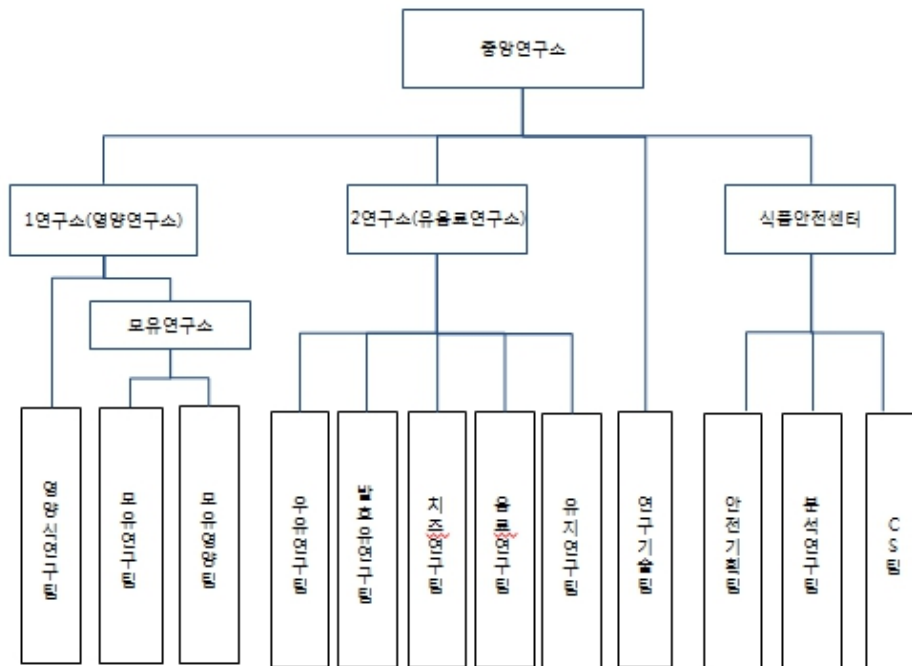 중앙연구소
1연구소(영양연구소)
2연구소(유음료연구소)
식품안전센터
모유연구소
영양식연구팀
모유연구팀
모유영양팀
우유연구팀
발효유연구팀
치즈연구팀
음료연구팀
유지연구팀
연구기술팀
안전기획팀
분석연구팀
CS팀